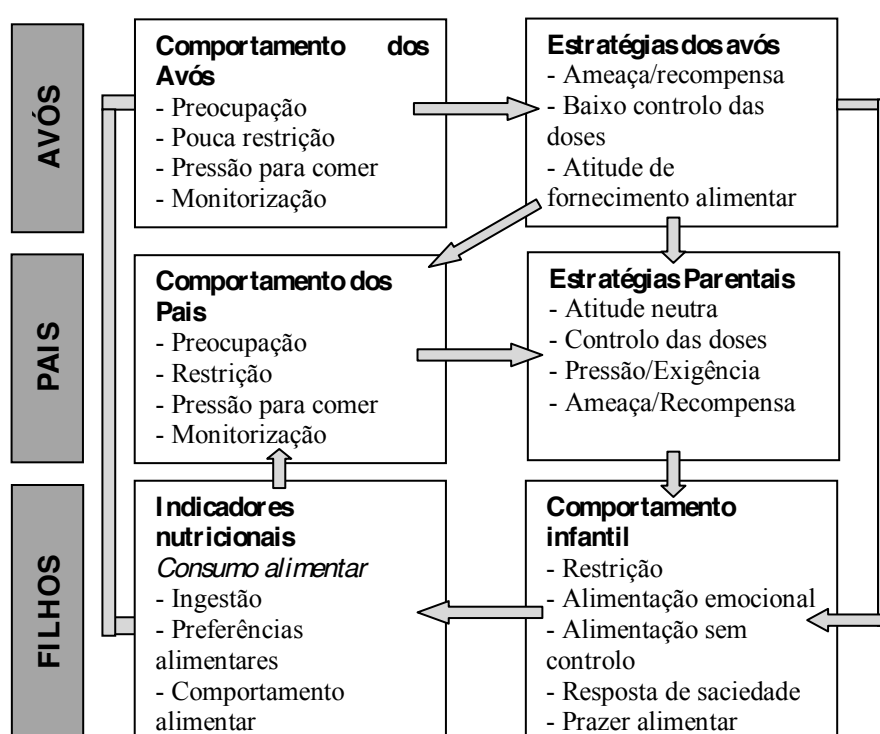 AVÓS
Comportamento dos
Avós
- Preocupação
- Pouca restrição
- Pressão para comer
- Monitorização
Estratégias dos avós
- Ameaça/recompensa
- Baixo controlo das
doses
- Atitude de
fornecimento alimentar
PAIS
Comportamento dos
Pais
- Preocupação
- Restrição
- Pressão para comer
- Monitorização
Estratégias Parentais
- Atitude neutra
- Controlo das doses
- Pressão/Exigência
- Ameaça/Recompensa
FILHOS
Indicadores
nutricionais
Consumo alimentar
- Ingestão
- Preferências
alimentares
- Comportamento
alimentar
Comportamento
infantil
- Restrição
- Alimentação emocional
- Alimentação sem
controlo
- Resposta de saciedade
- Prazer alimentar